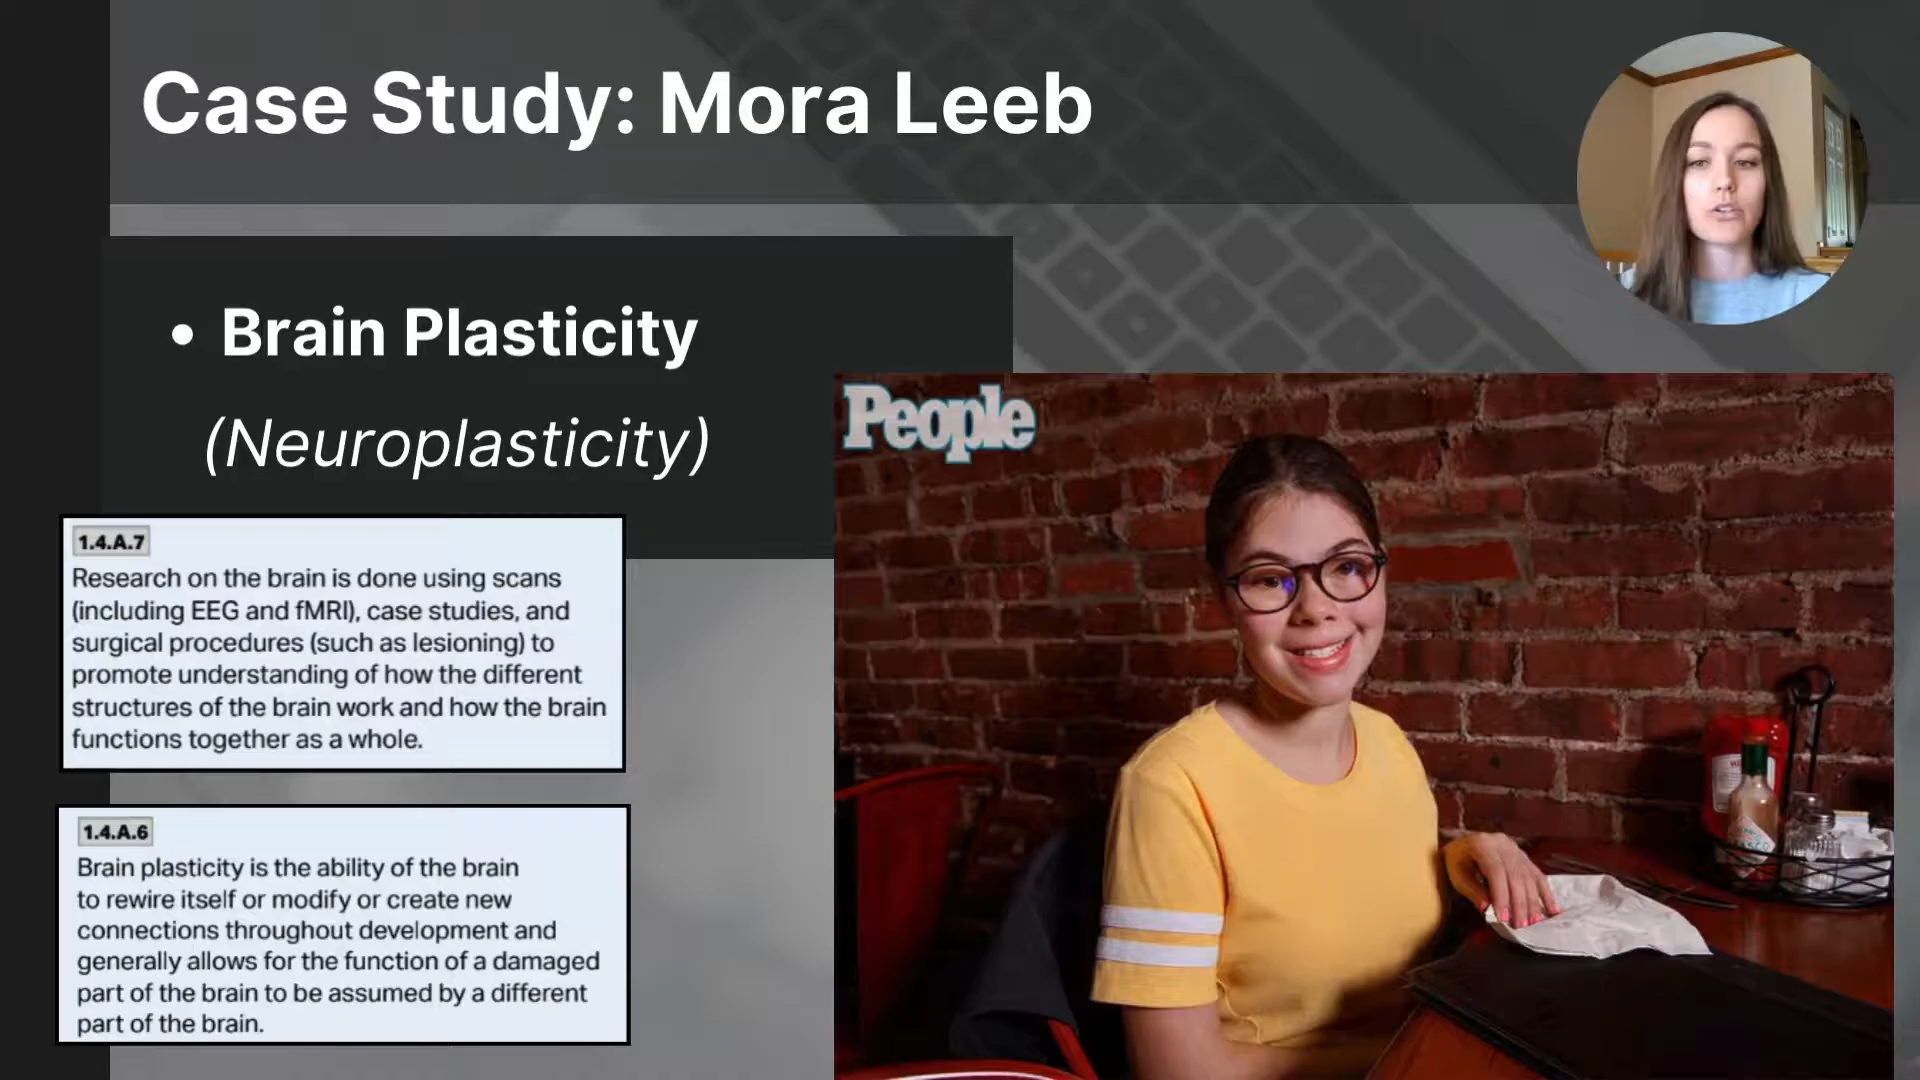 Case Study: Mora Leeb
• Brain Plasticity
(Neuroplasticity)
People
1.4.A.7
Research on the brain is done using scans
(including EEG and fMRI), case studies, and
surgical procedures (such as lesioning) to
promote understanding of how the different
structures of the brain work and how the brain
functions together as a whole.
1.4.A.6
Brain plasticity is the ability of the brain
to rewire itself or modify or create new
connections throughout development and
generally allows for the function of a damaged
part of the brain to be assumed by a different
part of the brain.